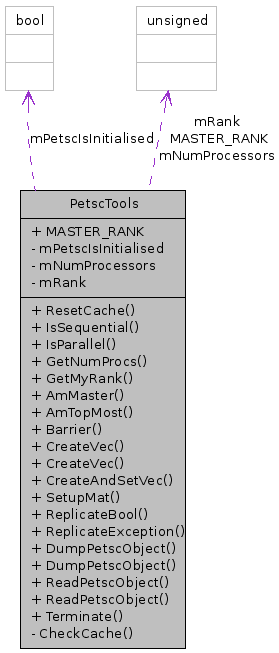 bool
unsigned
mPetscIsInitialised
mRank
MASTER_RANK
mNumProcessors
PetscTools
+ MASTER_RANK
- mPetscIsInitialised
- mNumProcessors
- mRank
+ ResetCache()
+ IsSequential()
+ IsParallel()
+ GetNumProcs()
+ GetMyRank()
+ AmMaster()
+ AmTopMost()
+ Barrier()
+ CreateVec()
+ CreateVec()
+ CreateAndSetVec()
+ SetupMat()
+ ReplicateBool()
+ ReplicateException()
+ DumpPetscObject()
+ DumpPetscObject()
+ ReadPetscObject()
+ ReadPetscObject()
+ Terminate()
- CheckCache()